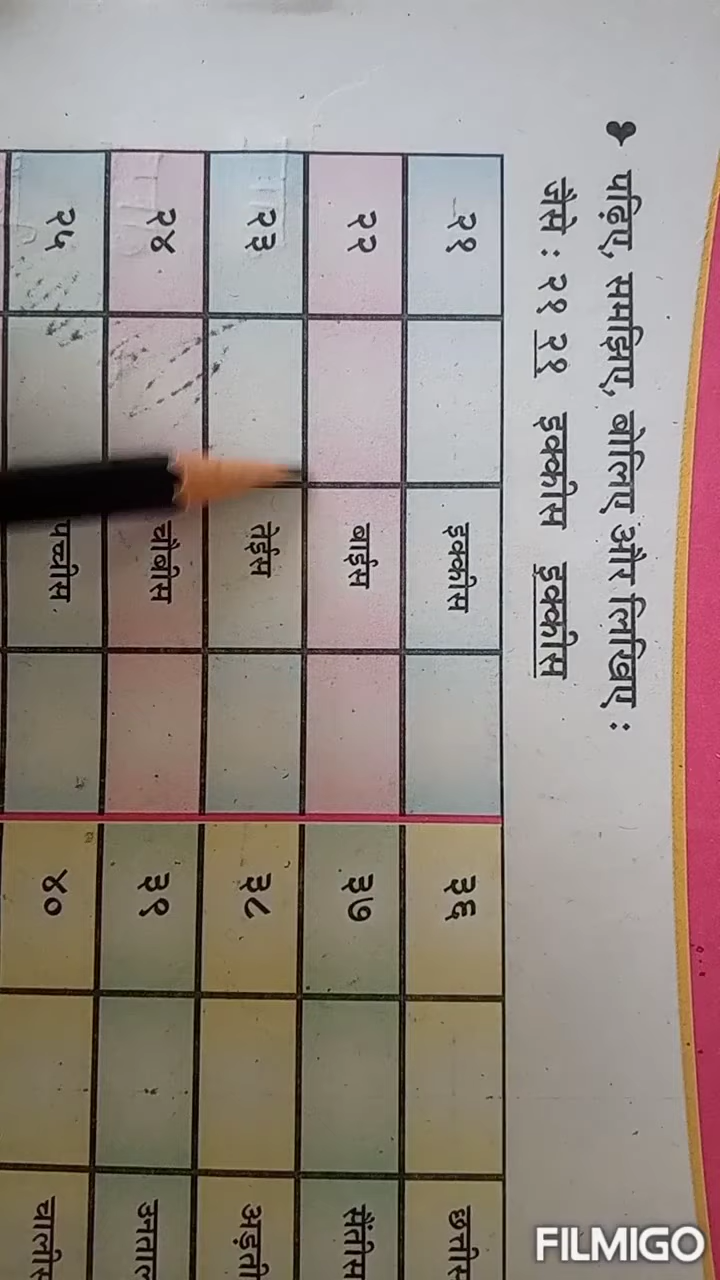 पढ़िए, समझिए, बोलिए और लिखिए :
जैसे : २१ २१ इक्कीस इक्कीस
२१ इक्कीस ३६ छत्तीस
२२ बाईस ३७ सैंतीस
२३ तेईस ३८
२४ चौबीस ३९
२५ पच्चीस ४० चालीस
FILMIGO